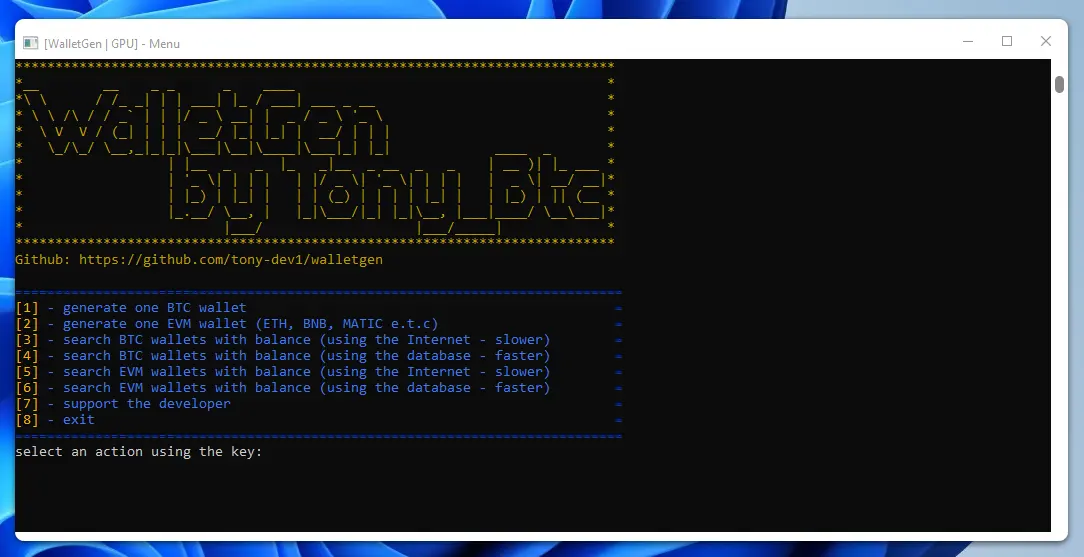 [WalletGen | GPU] - Menu
WalletGen
by Tony_Btc
Github: https://github.com/tony-dev1/walletgen
[1] - generate one BTC wallet
[2] - generate one EVM wallet (ETH, BNB, MATIC e.t.c)
[3] - search BTC wallets with balance (using the Internet - slower)
[4] - search BTC wallets with balance (using the database - faster)
[5] - search EVM wallets with balance (using the Internet - slower)
[6] - search EVM wallets with balance (using the database - faster)
[7] - support the developer
[8] - exit
select an action using the key: